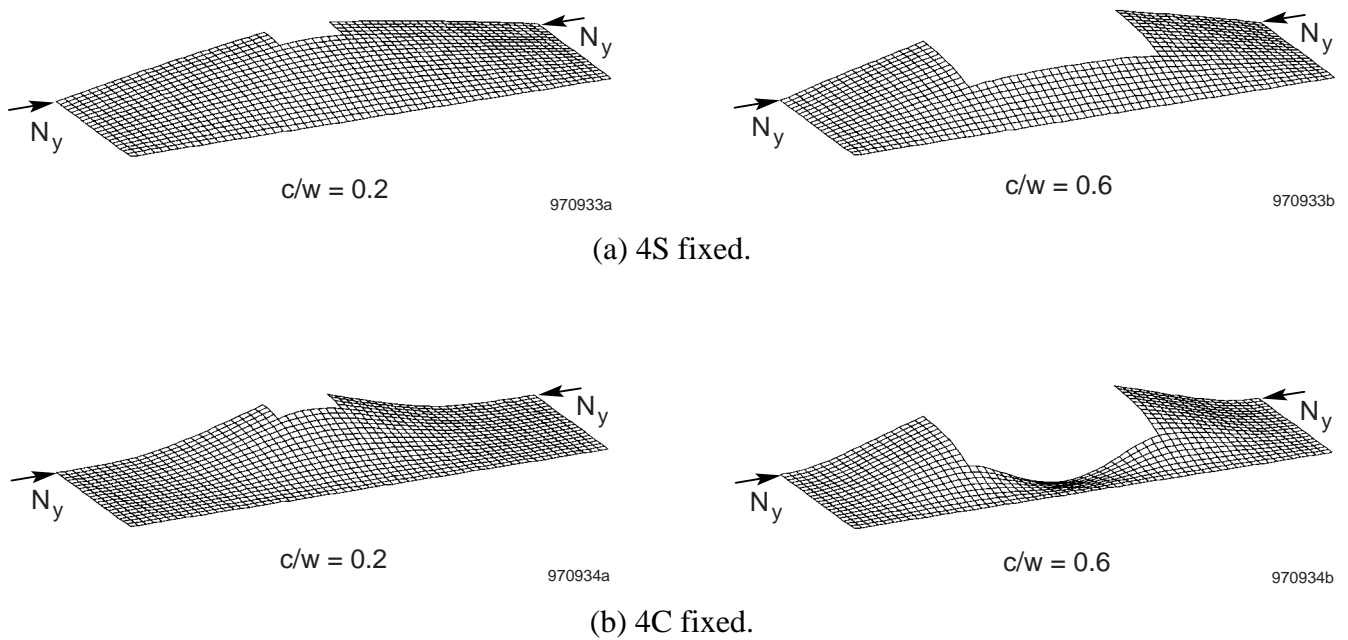 N_y
N_y
c/w = 0.2
970933a
N_y
N_y
c/w = 0.6
970933b
(a) 4S fixed.
N_y
N_y
c/w = 0.2
970934a
N_y
N_y
c/w = 0.6
970934b
(b) 4C fixed.